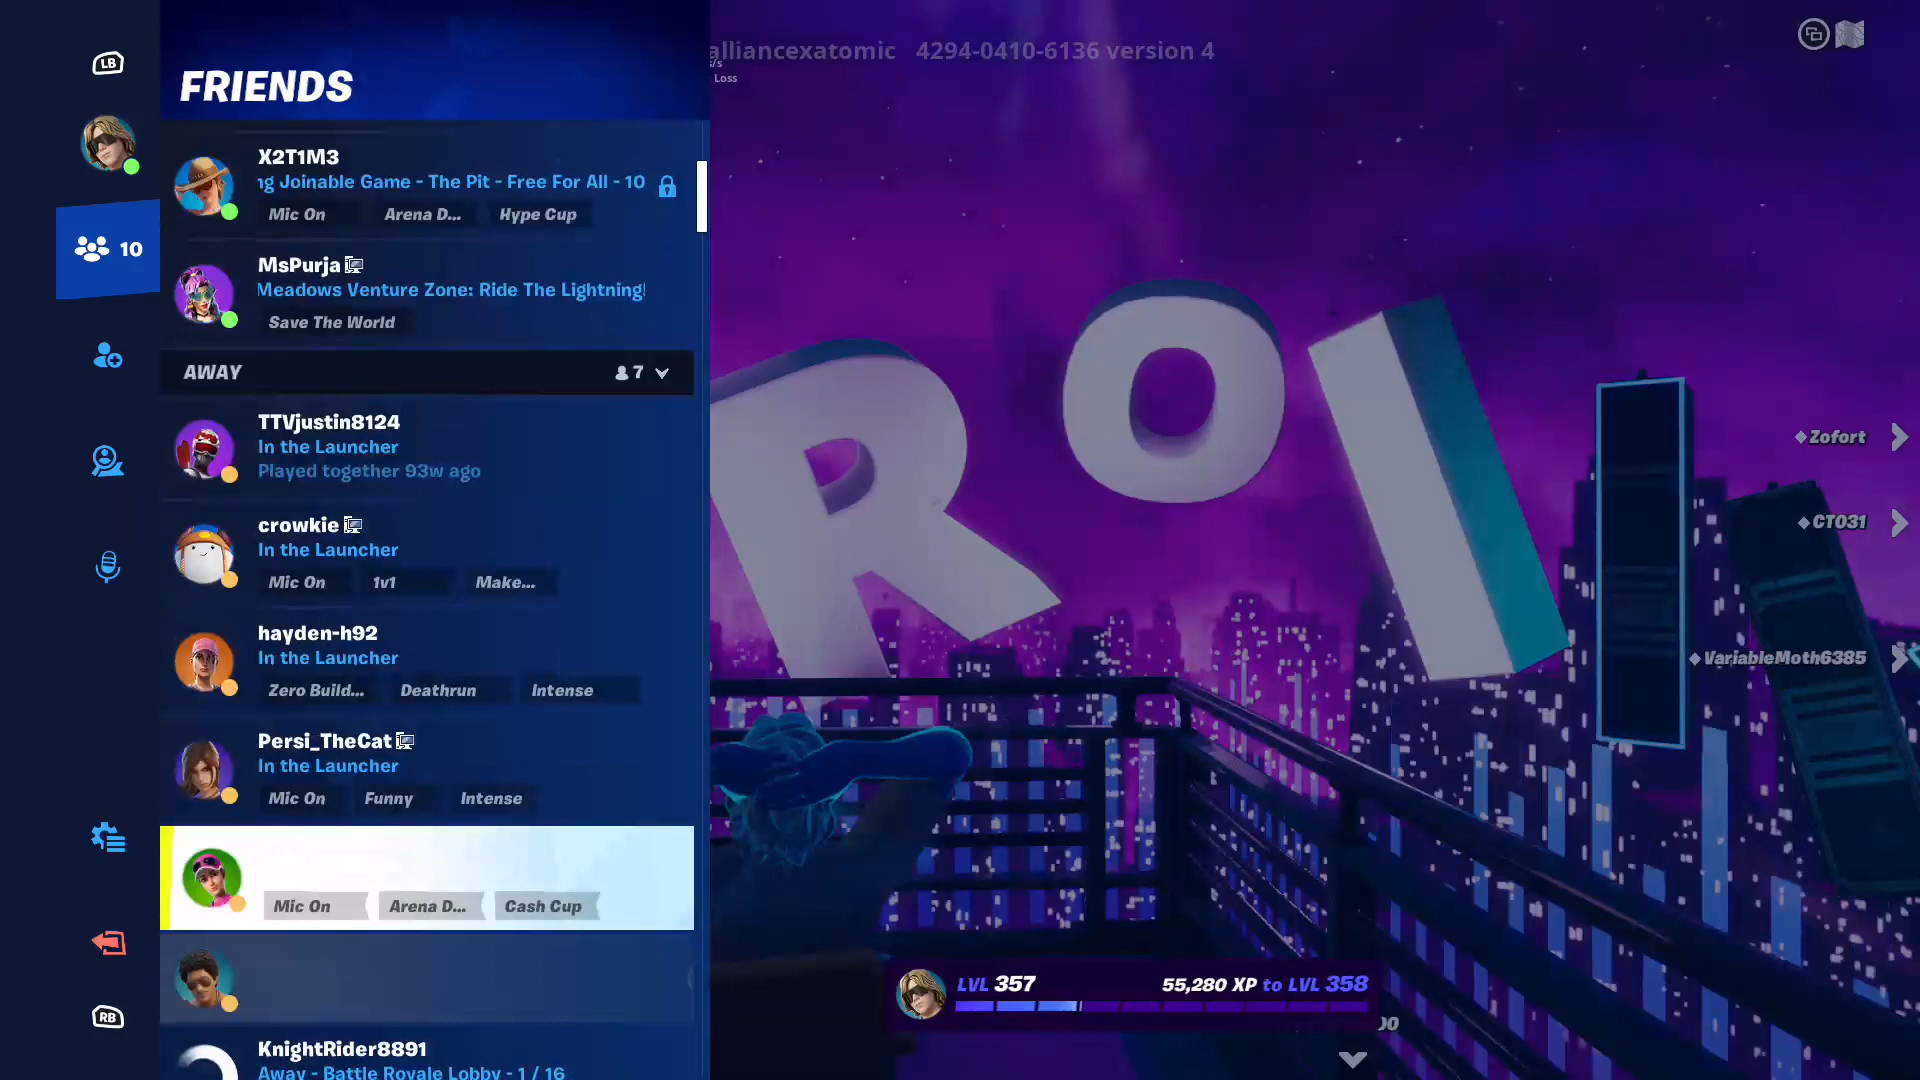 LB
FRIENDS
alliancexatomic 4294-0410-6136 version 4
Loss
10
X2T1M3
ng Joinable Game - The Pit - Free For All - 10
Mic On Arena D... Hype Cup
MsPurja
Meadows Venture Zone: Ride The Lightning!
Save The World
AWAY 7
TTVjustin8124
In the Launcher
Played together 93w ago
crowkie
In the Launcher
Mic On 1v1 Make...
hayden-h92
In the Launcher
Zero Build... Deathrun Intense
Persi_TheCat
In the Launcher
Mic On Funny Intense
Mic On Arena D... Cash Cup
KnightRider8891
Away - Battle Royale Lobby - 1 / 16
RB
ROI
Zofort
CT031
VariableMoth6385
LVL 357 55,280 XP to LVL 358